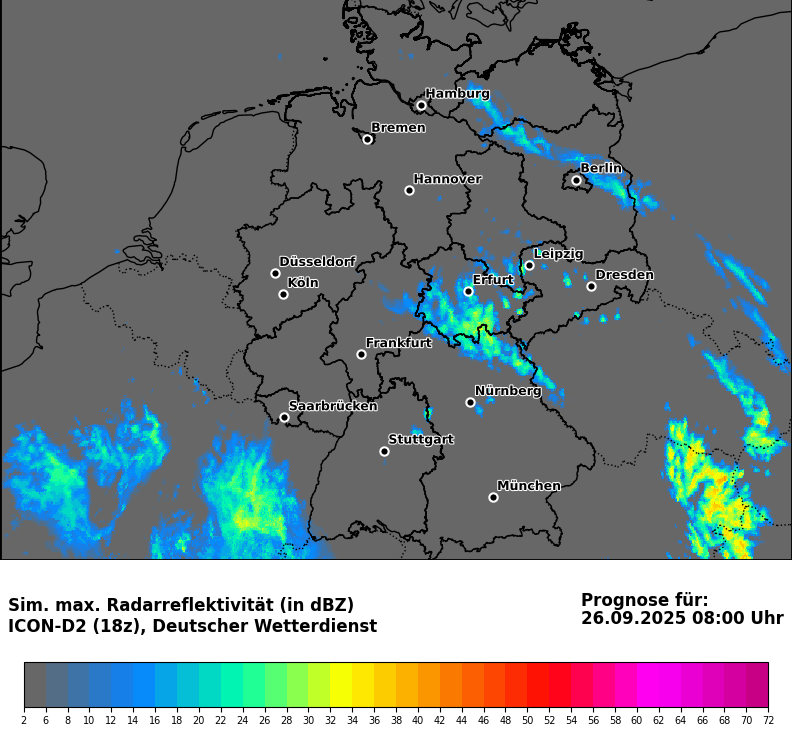 Hamburg
Bremen
Berlin
Hannover
Leipzig
Düsseldorf
Dresden
Köln
Erfurt
Frankfurt
Nürnberg
Saarbrücken
Stuttgart
München
Sim. max. Radarreflektivität (in dBZ)
ICON-D2 (18z), Deutscher Wetterdienst
Prognose für:
26.09.2025 08:00 Uhr
2 6 8 10 12 14 16 18 20 22 24 26 28 30 32 34 36 38 40 42 44 46 48 50 52 54 56 58 60 62 64 66 68 70 72